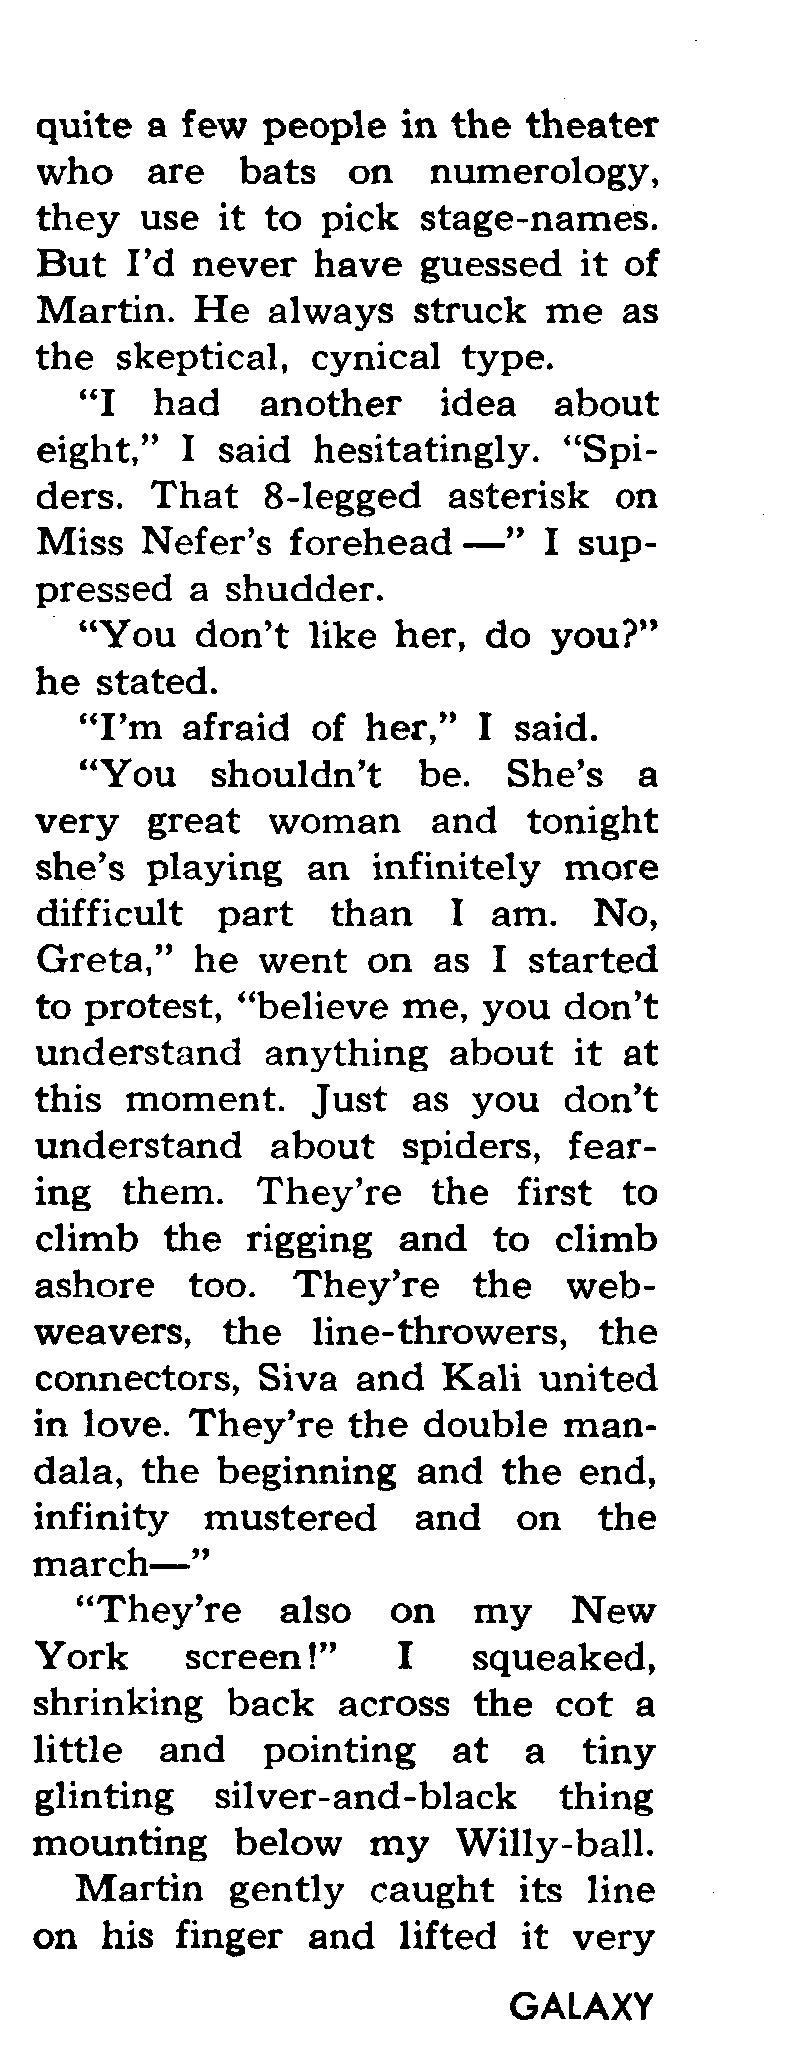 quite a few people in the theater
who are bats on numerology,
they use it to pick stage-names.
But I'd never have guessed it of
Martin. He always struck me as
the skeptical, cynical type.
"I had another idea about
eight," I said hesitatingly. "Spi-
ders. That 8-legged asterisk on
Miss Nefer's forehead —" I sup-
pressed a shudder.
"You don't like her, do you?"
he stated.
"I'm afraid of her," I said.
"You shouldn't be. She's a
very great woman and tonight
she's playing an infinitely more
difficult part than I am. No,
Greta," he went on as I started
to protest, "believe me, you don't
understand anything about it at
this moment. Just as you don't
understand about spiders, fear-
ing them. They're the first to
climb the rigging and to climb
ashore too. They're the web-
weavers, the line-throwers, the
connectors, Siva and Kali united
in love. They're the double man-
dala, the beginning and the end,
infinity mustered and on the
march—"
"They're also on my New
York screen!" I squeaked,
shrinking back across the cot a
little and pointing at a tiny
glinting silver-and-black thing
mounting below my Willy-ball.
Martin gently caught its line
on his finger and lifted it very
GALAXY